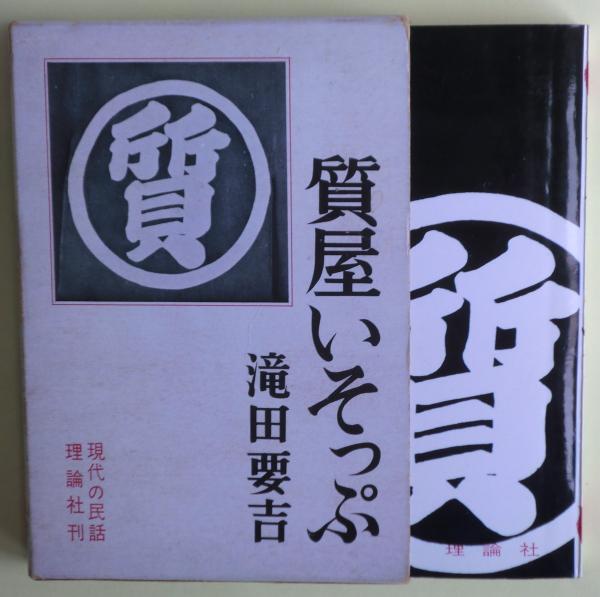 質
質屋いそっぷ
滝田要吉
現代の民話
理論社刊
質
理論社